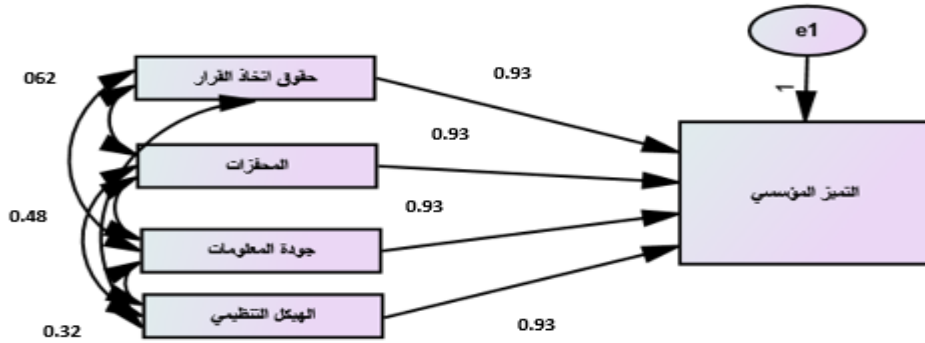 e1
1
062
حقوق اتخاذ القرار
0.93
0.93
المحفزات
التميز المؤسسي
0.93
0.48
جودة المعلومات
الهيكل التنظيمي
0.93
0.32